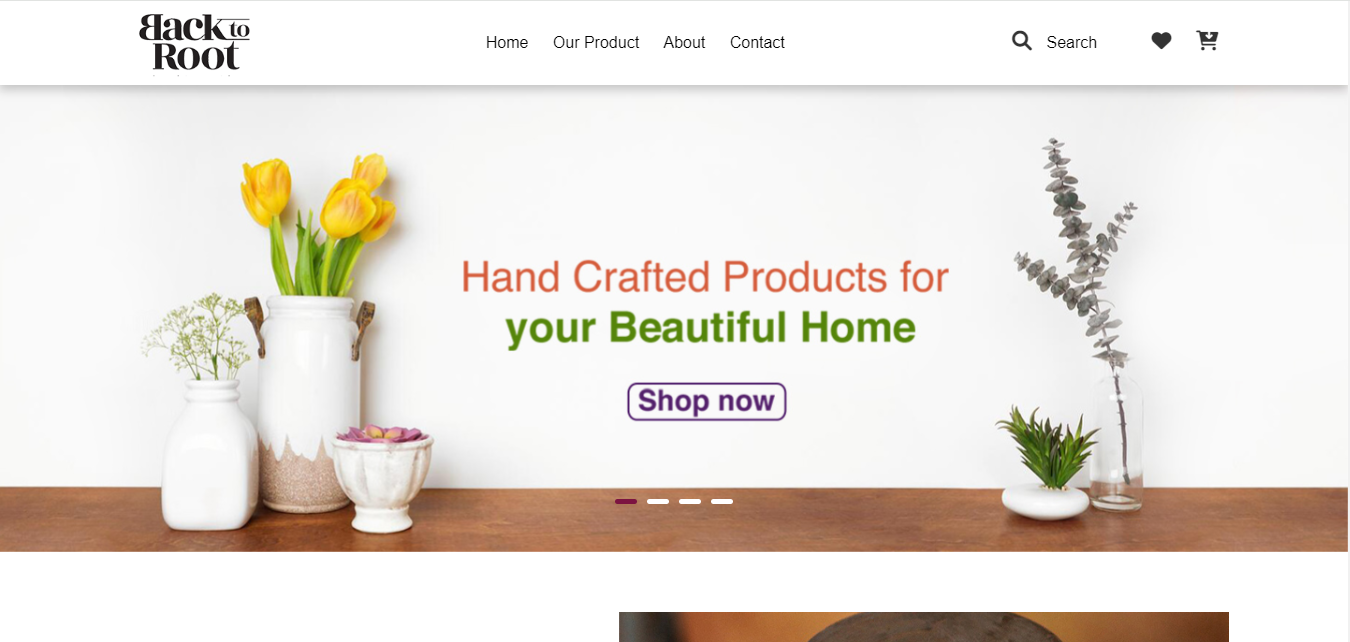 Back to
Root
Home Our Product About Contact Search
Hand Crafted Products for
your Beautiful Home
Shop now